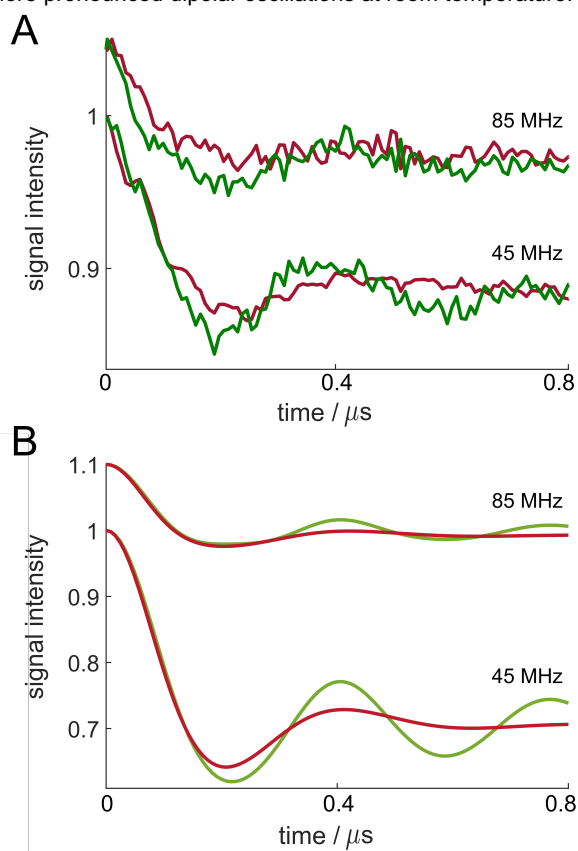 pronounced dipolar oscillations at room temperature.
A
85 MHz
1
45 MHz
signal intensity
0.9
0
0.4
0.8
time / μs
B
1.1
85 MHz
1
0.9
signal intensity
0.8
45 MHz
0.7
0
0.4
0.8
time / μs